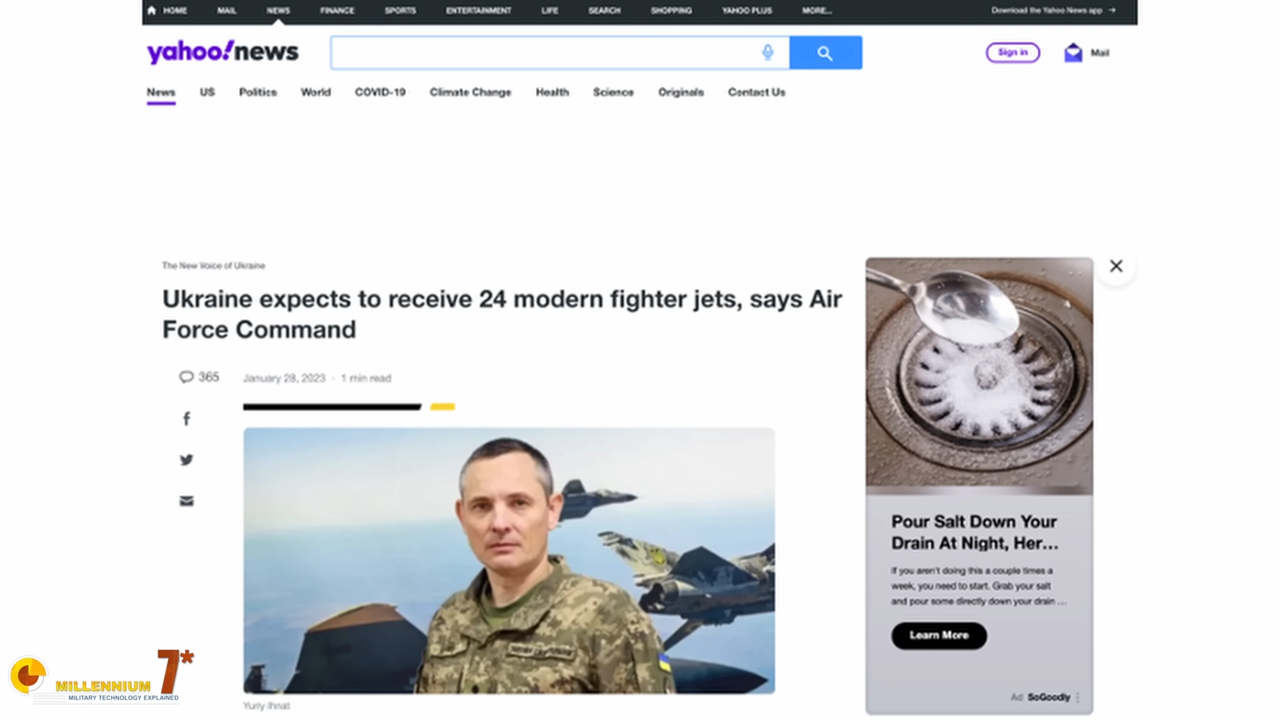 HOME MAIL NEWS FINANCE SPORTS ENTERTAINMENT LIFE SEARCH SHOPPING YAHOO PLUS MORE... Download the Yahoo News app →
yahoo!news
Sign in
Mail
News US Politics World COVID-19 Climate Change Health Science Originals Contact Us
The New Voice of Ukraine
Ukraine expects to receive 24 modern fighter jets, says Air
Force Command
365
January 28, 2023 · 1 min read
Yuriy Ihnat
Pour Salt Down Your
Drain At Night, Her...
If you aren't doing this a couple times a
week, you need to start. Grab your salt
and pour some directly down your drain ...
Learn More
Ad SoGoodly
MILLENNIUM 7*
MILITARY TECHNOLOGY EXPLAINED